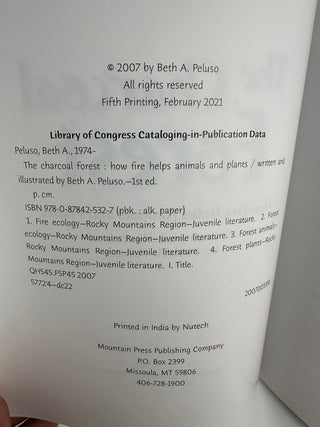 © 2007 by Beth A. Peluso
All rights reserved
Fifth Printing, February 2021
Library of Congress Cataloging-in-Publication Data
Peluso, Beth A., 1974-
The charcoal forest : how fire helps animals and plants / written and
illustrated by Beth A. Peluso.—1st ed.
p. cm.
ISBN 978-0-87842-532-7 (pbk. : alk. paper)
1. Fire ecology—Rocky Mountains Region—Juvenile literature. 2. Forest
ecology—Rocky Mountains Region—Juvenile literature. 3. Forest animals—
Rocky Mountains Region—Juvenile literature. 4. Forest plants—Rocky
Mountains Region—Juvenile literature. I. Title.
QH545.F5P45 2007
577.2'4—dc22
Printed in India by Nutech
Mountain Press Publishing Company
P.O. Box 2399
Missoula, MT 59806
406-728-1900